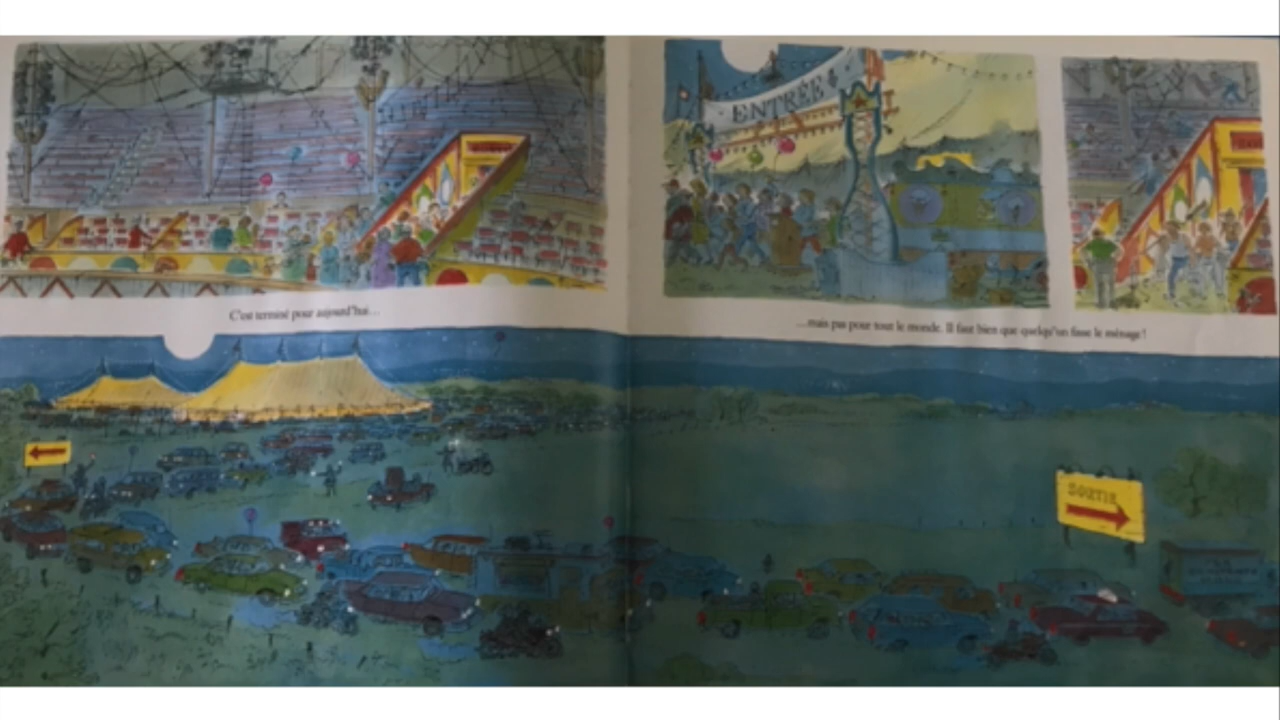 ENTRÉE
C'est terminé pour aujourd'hui...
...mais pas pour tout le monde. Il faut bien que quelqu'un fasse le ménage !
SORTIE